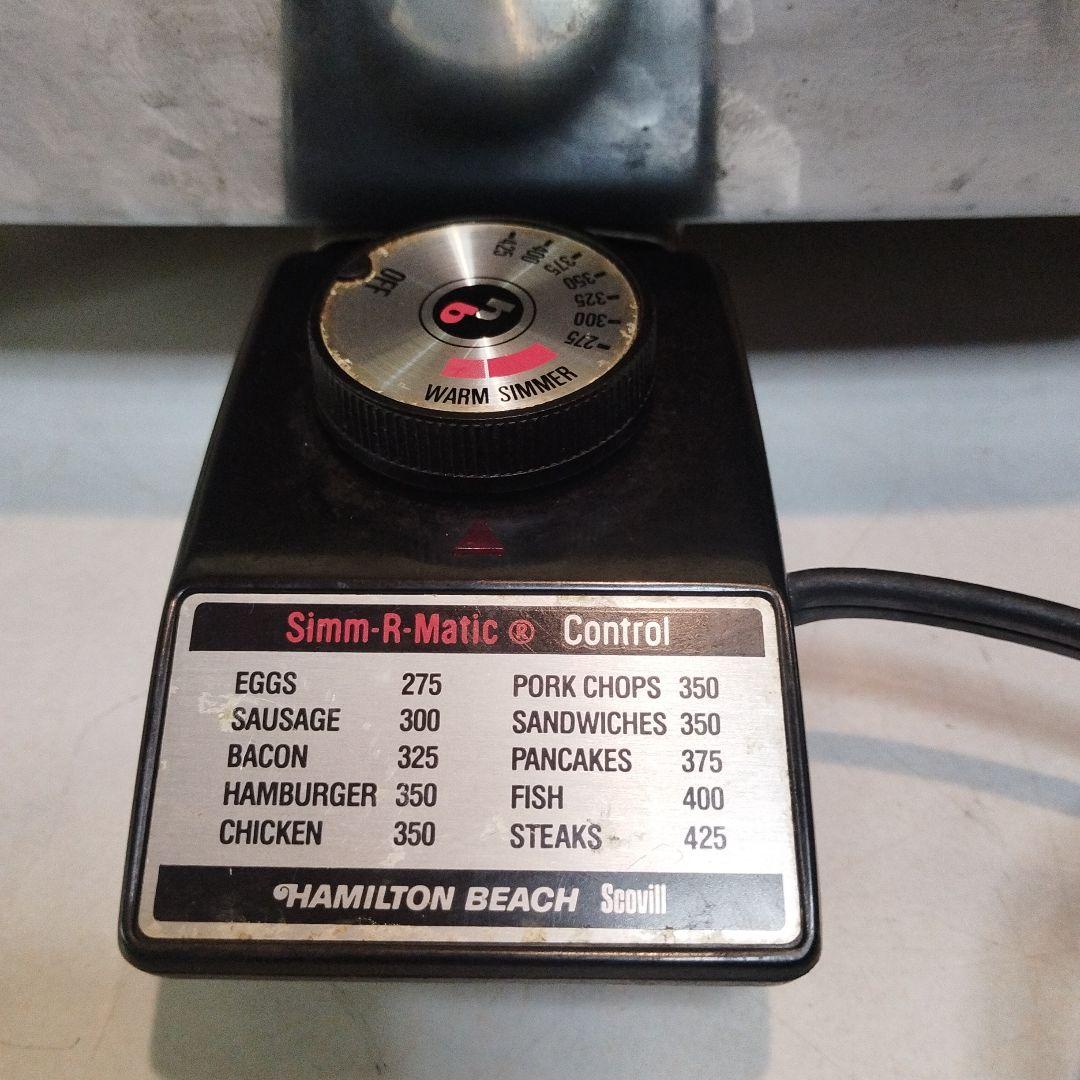 OFF
425
400
375
350
325
300
275
hb
WARM SIMMER
Simm-R-Matic ® Control
EGGS 275 PORK CHOPS 350
SAUSAGE 300 SANDWICHES 350
BACON 325 PANCAKES 375
HAMBURGER 350 FISH 400
CHICKEN 350 STEAKS 425
HAMILTON BEACH Scovill